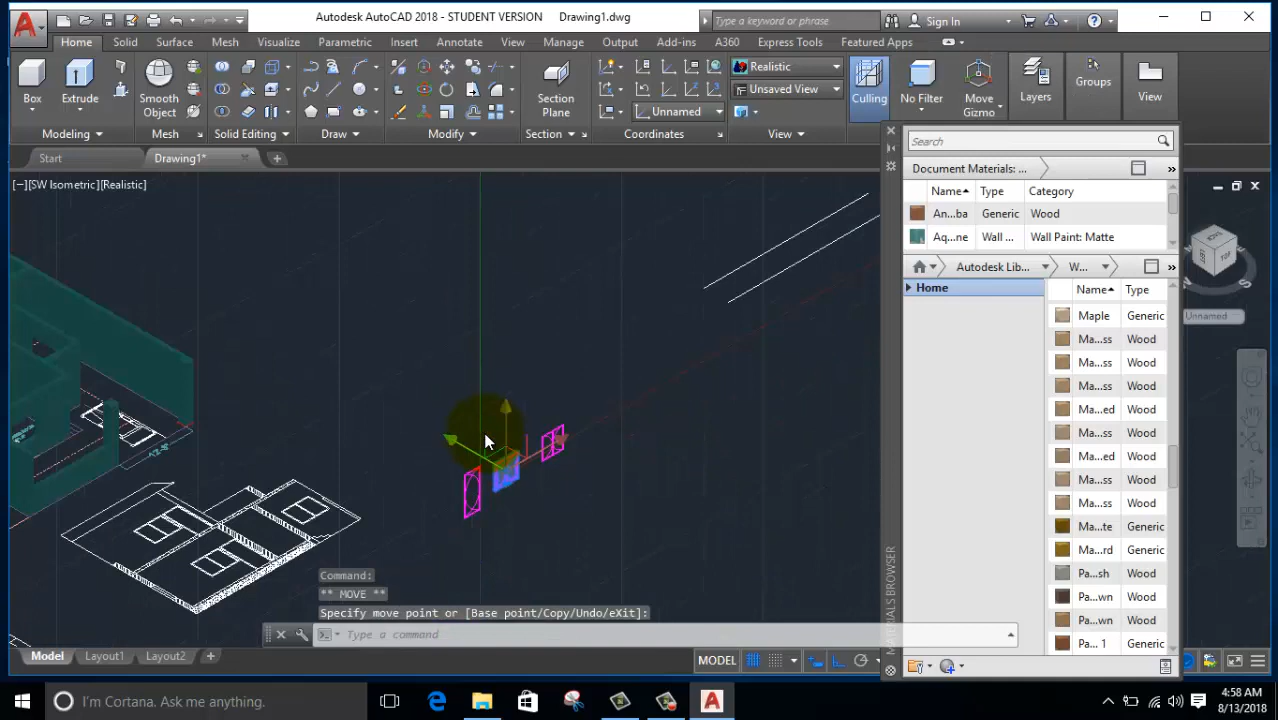 Autodesk AutoCAD 2018 - STUDENT VERSION Drawing1.dwg
Type a keyword or phrase
Sign In
Home Solid Surface Mesh Visualize Parametric Insert Annotate View Manage Output Add-ins A360 Express Tools Featured Apps
Realistic
Unsaved View
Unnamed
Box Extrude Smooth Object Section Plane Culling No Filter Move Gizmo Layers Groups View
Modeling Mesh Solid Editing Draw Modify Section Coordinates View
Start Drawing1*
Search
Document Materials: ...
Name Type Category
An...ba Generic Wood
Aq...ne Wall ... Wall Paint: Matte
Autodesk Lib... W...
Home
Name Type
Maple Generic
Ma...ss Wood
Ma...ss Wood
Ma...ss Wood
Ma...ed Wood
Ma...ss Wood
Ma...ed Wood
Ma...ss Wood
Ma...ss Wood
Ma...te Generic
Ma...rd Generic
Pa...sh Wood
Pa...wn Wood
Pa...wn Wood
Pa... 1 Generic
MATERIALS BROWSER
[−][SW Isometric][Realistic]
TOP
Unnamed
Command:
** MOVE **
Specify move point or [Base point/Copy/Undo/eXit]:
Type a command
Model Layout1 Layout2
MODEL
I'm Cortana. Ask me anything.
4:58 AM
8/13/2018